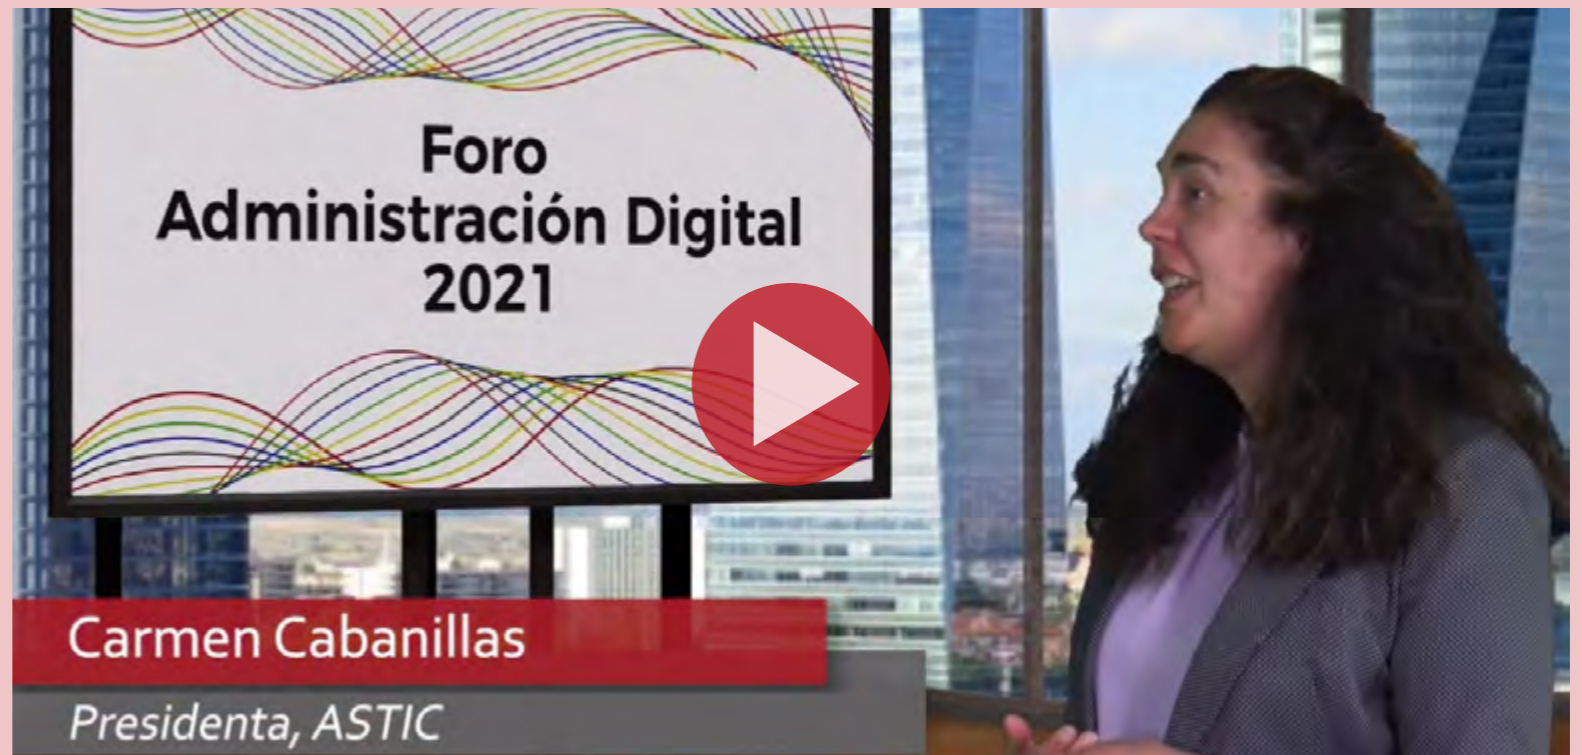 Foro
Administración Digital
2021
Carmen Cabanillas
Presidenta, ASTIC